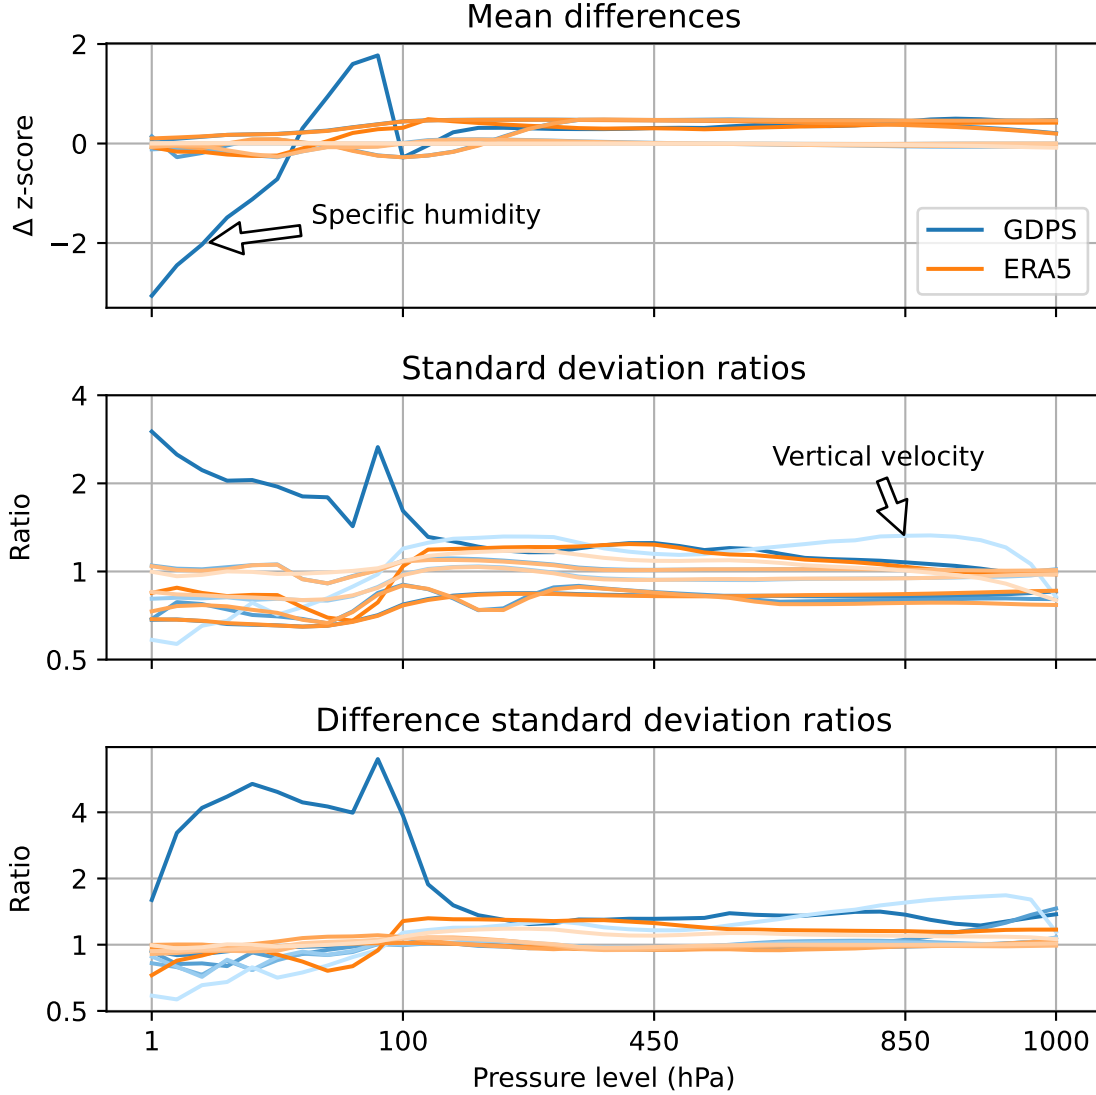 Mean differences
2
0
−2
Δ z-score
Specific humidity
GDPS
ERA5
Standard deviation ratios
4
2
1
0.5
Ratio
Vertical velocity
Difference standard deviation ratios
4
2
1
0.5
Ratio
1 100 450 850 1000
Pressure level (hPa)